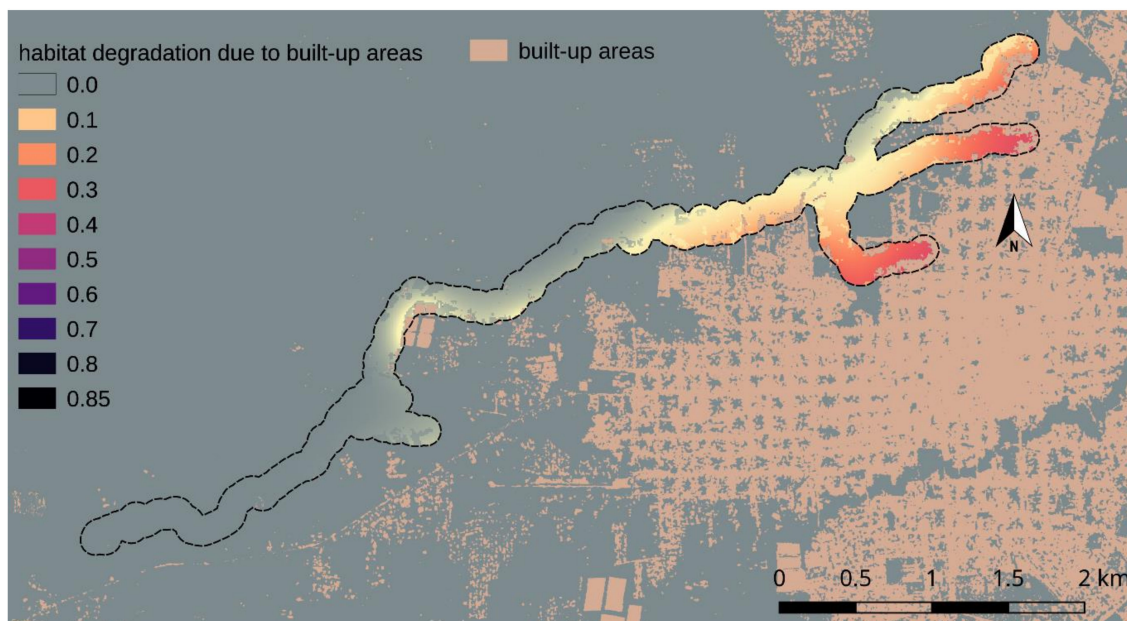 habitat degradation due to built-up areas
built-up areas
0.0
0.1
0.2
0.3
0.4
0.5
0.6
0.7
0.8
0.85
N
0 0.5 1 1.5 2 km